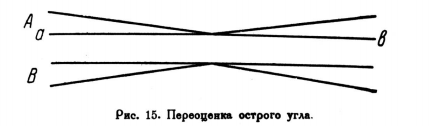 А
а
в
В
Рис. 15. Переоценка острого угла.